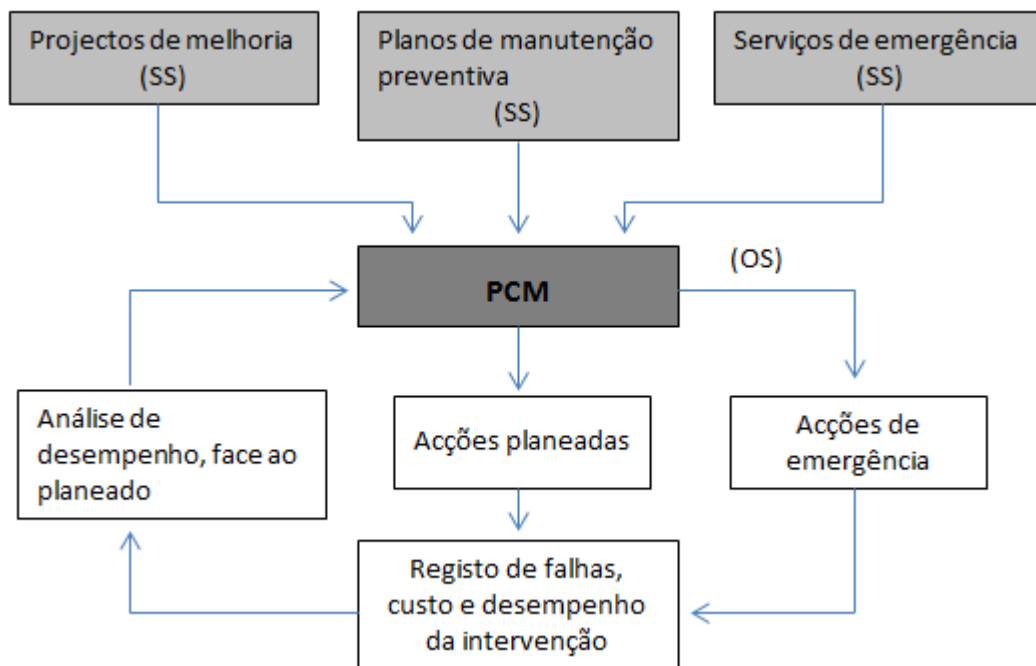 Projectos de melhoria
(SS)
Planos de manutenção
preventiva
(SS)
Serviços de emergência
(SS)
(OS)
PCM
Análise de
desempenho, face ao
planeado
Acções planeadas
Acções de
emergência
Registo de falhas,
custo e desempenho
da intervenção